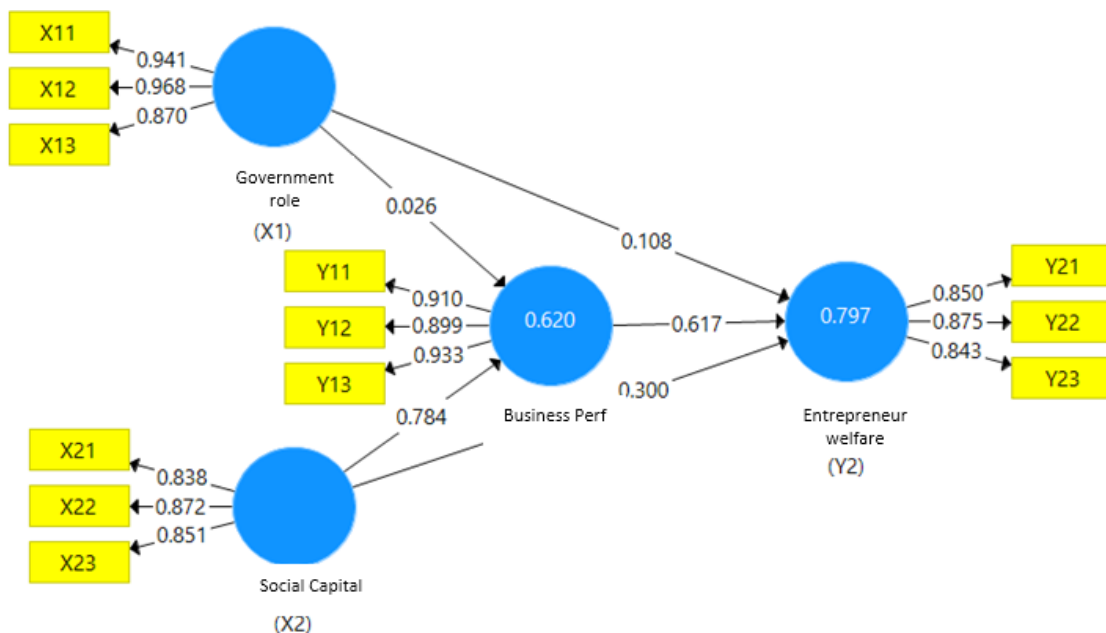 X11
0.941
X12
0.968
X13
0.870
Government
role
(X1)
0.026
0.108
Y11
0.910
Y12
0.899
Y13
0.933
0.620
0.617
0.797
0.850
Y21
0.875
Y22
0.843
Y23
0.300
0.784
Business Perf
Entrepreneur
welfare
(Y2)
X21
0.838
X22
0.872
X23
0.851
Social Capital
(X2)